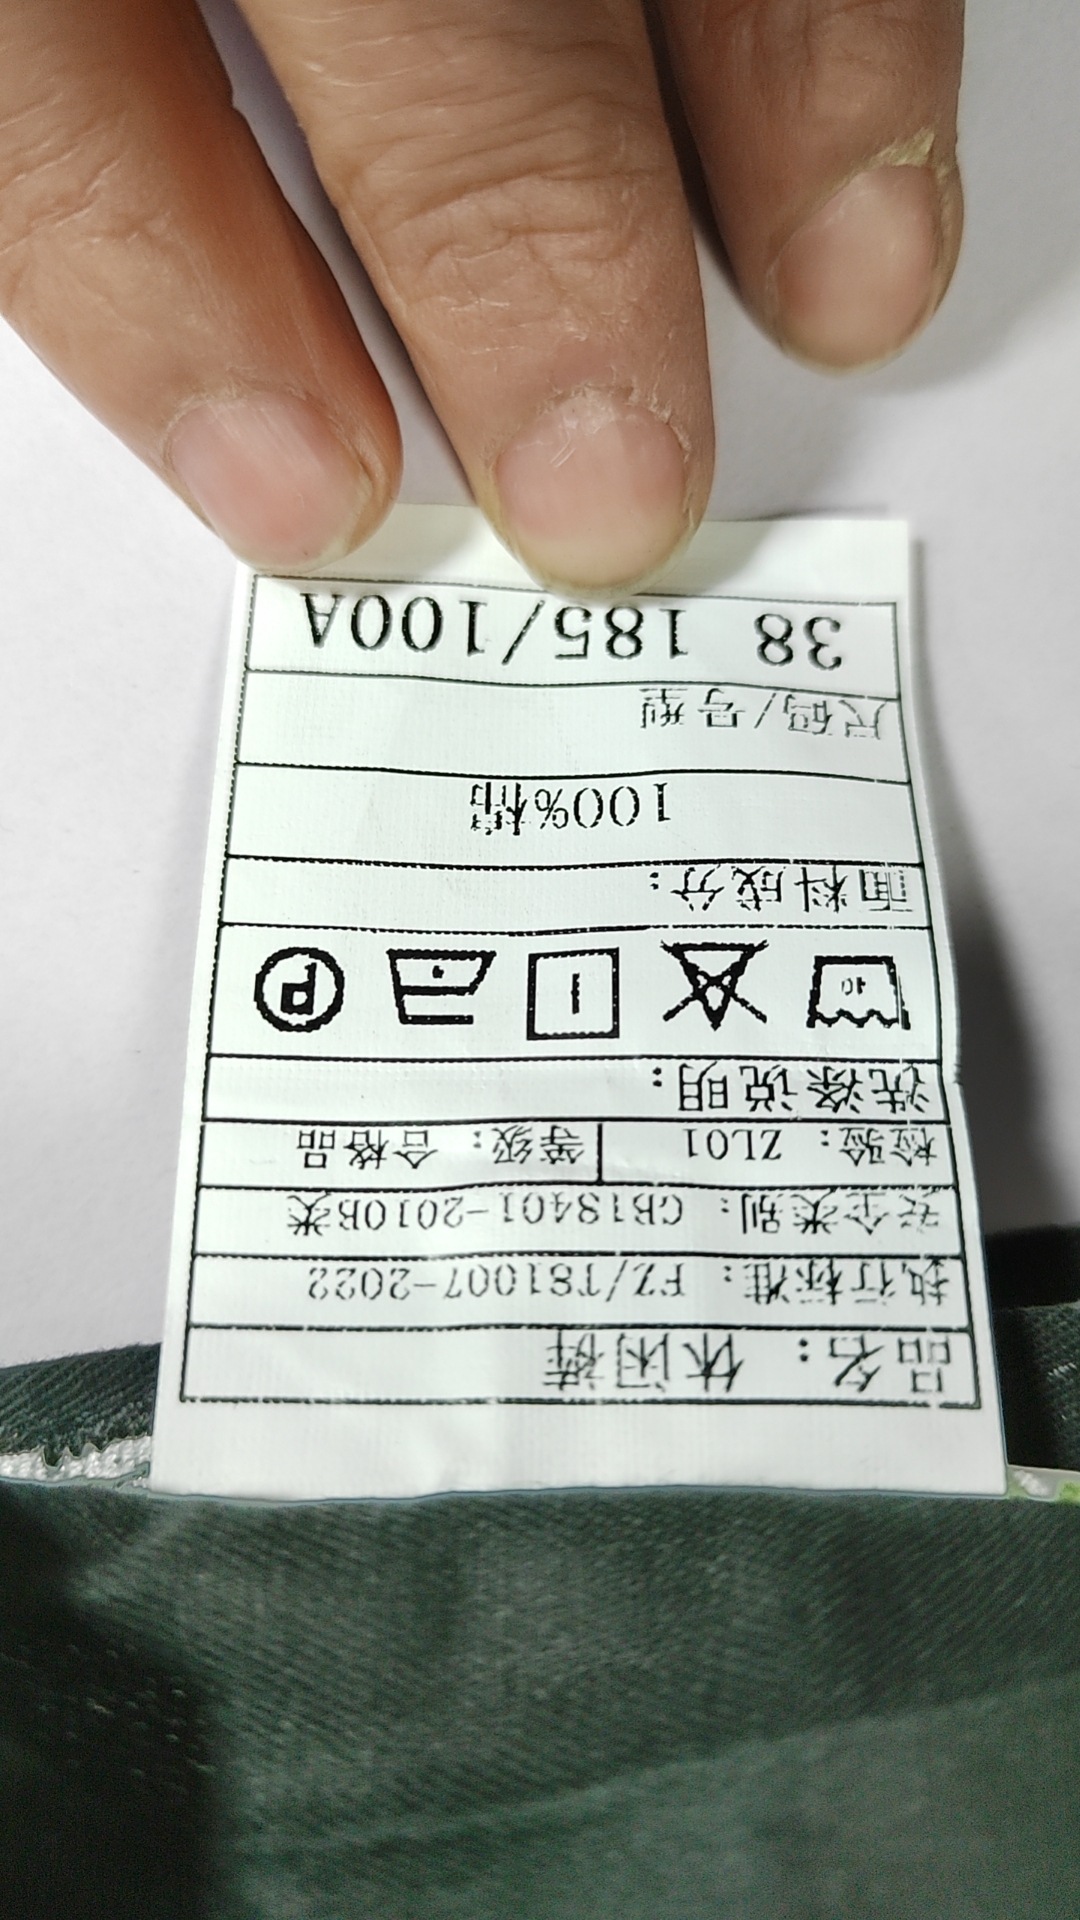 品名：休闲裤
执行标准：FZ/T81007-2022
安全类别：GB18401-2010B类
检验：ZL01 等级：合格品
洗涤说明：
40 P
面料成分：
100%棉
尺码/号型
38 185/100A